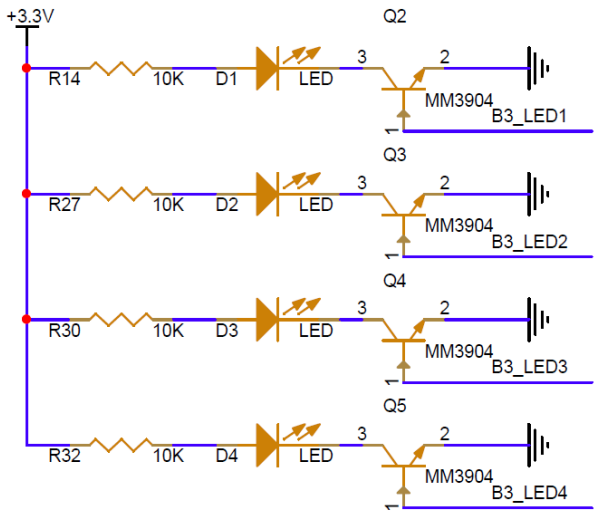 +3.3V
Q2
R14 10K D1 LED 3 2
MM3904
1 B3_LED1
Q3
R27 10K D2 LED 3 2
MM3904
1 B3_LED2
Q4
R30 10K D3 LED 3 2
MM3904
1 B3_LED3
Q5
R32 10K D4 LED 3 2
MM3904
1 B3_LED4